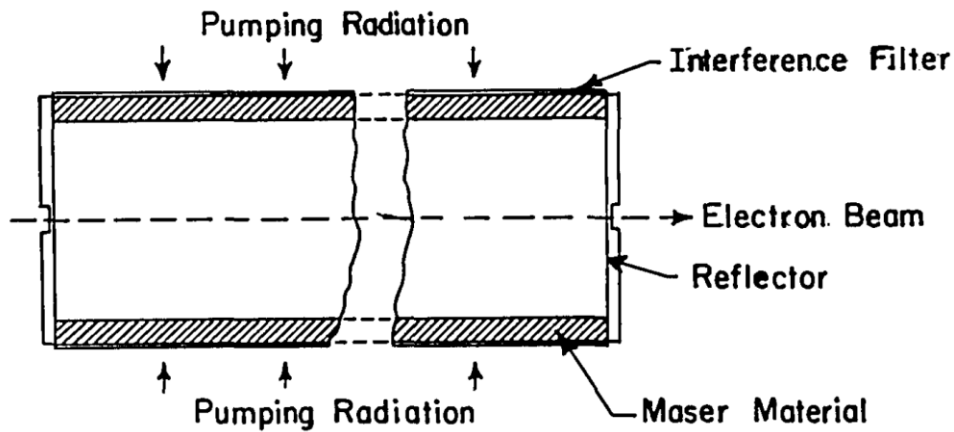 Pumping Radiation
Interference Filter
Electron Beam
Reflector
Pumping Radiation
Maser Material